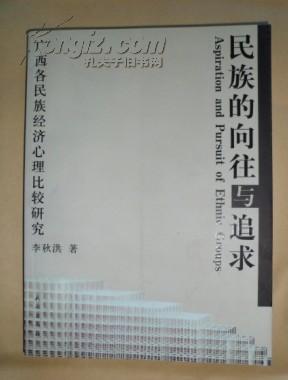 民族的向往与追求
Aspiration and Pursuit of Ethnic Groups
广西各民族经济心理比较研究
李秋洪 著
kongfz.com
孔夫子旧书网